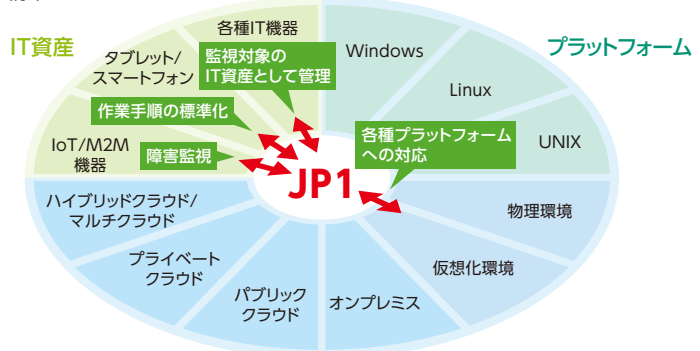 IT資産
各種IT機器
タブレット/
スマートフォン
監視対象の
IT資産として管理
作業手順の標準化
IoT/M2M
機器
障害監視
プラットフォーム
Windows
Linux
UNIX
各種プラットフォーム
への対応
JP1
物理環境
仮想化環境
オンプレミス
パブリック
クラウド
プライベート
クラウド
ハイブリッドクラウド/
マルチクラウド